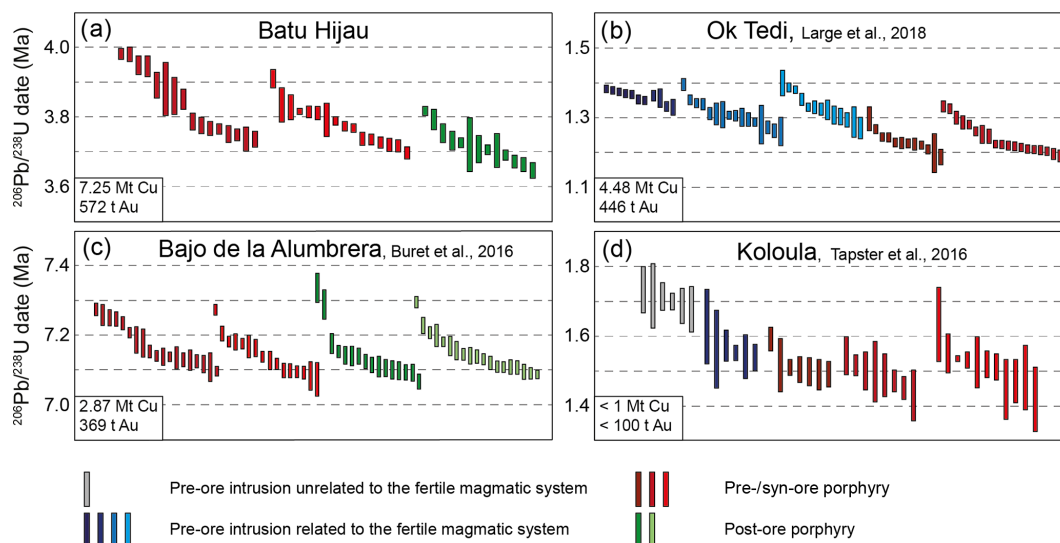 (a) Batu Hijau
²⁰⁶Pb/²³⁸U date (Ma)
4.0
3.8
3.6
7.25 Mt Cu
572 t Au
(b) Ok Tedi, Large et al., 2018
1.5
1.3
1.1
4.48 Mt Cu
446 t Au
(c) Bajo de la Alumbrera, Buret et al., 2016
²⁰⁶Pb/²³⁸U date (Ma)
7.4
7.2
7.0
2.87 Mt Cu
369 t Au
(d) Koloula, Tapster et al., 2016
1.8
1.6
1.4
< 1 Mt Cu
< 100 t Au
Pre-ore intrusion unrelated to the fertile magmatic system
Pre-ore intrusion related to the fertile magmatic system
Pre-/syn-ore porphyry
Post-ore porphyry